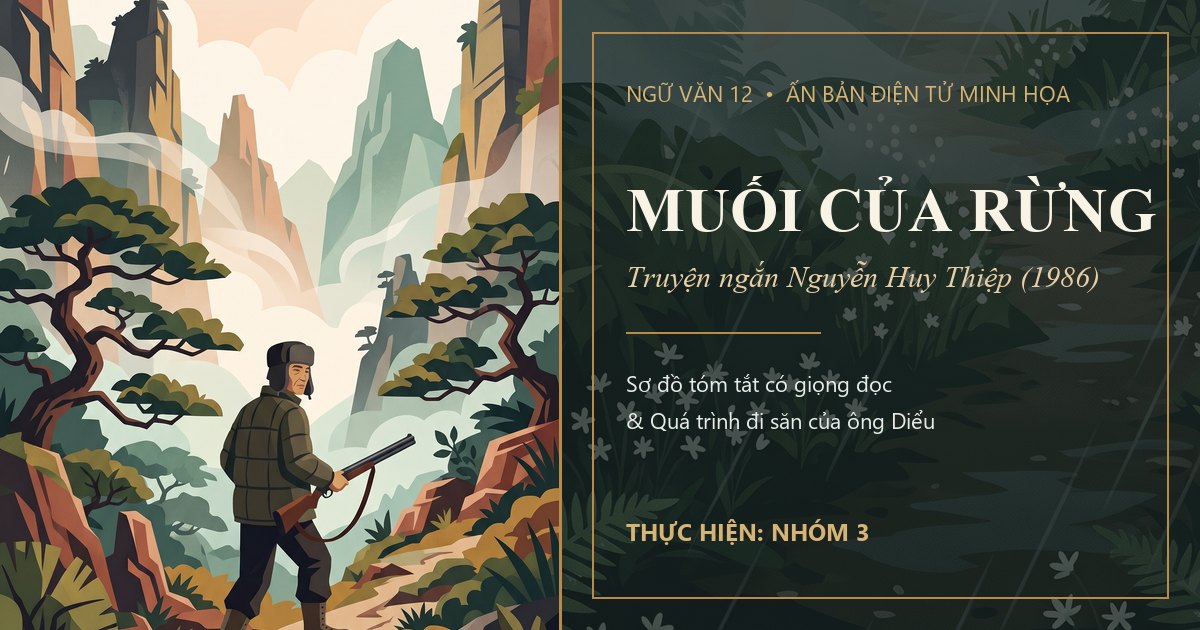 NGỮ VĂN 12 • ẤN BẢN ĐIỆN TỬ MINH HỌA
MUỐI CỦA RỪNG
Truyện ngắn Nguyễn Huy Thiệp (1986)
Sơ đồ tóm tắt có giọng đọc
& Quá trình đi săn của ông Diểu
THỰC HIỆN: NHÓM 3